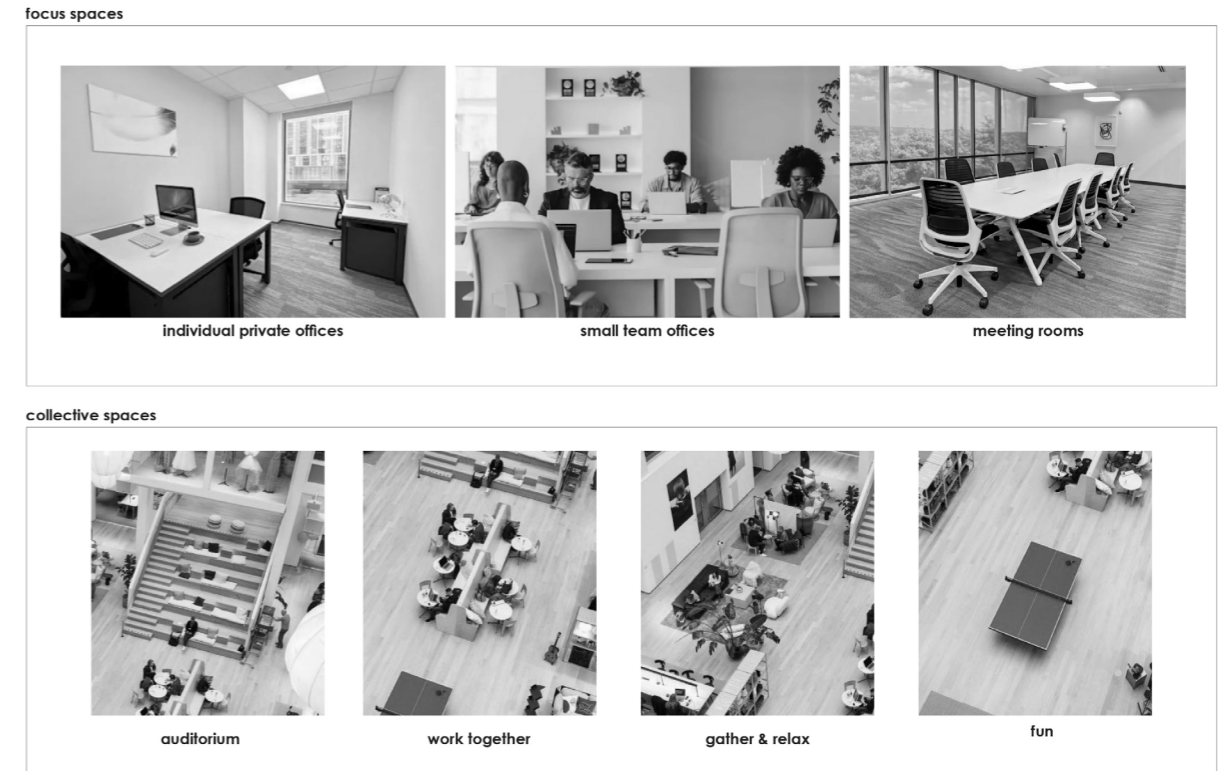 focus spaces
individual private offices
small team offices
meeting rooms
collective spaces
auditorium
work together
gather & relax
fun